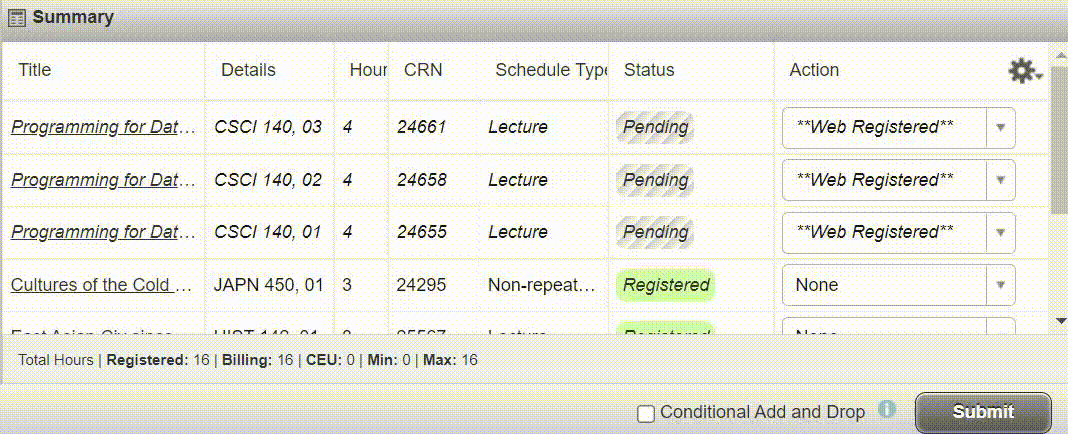 Summary
Title Details Hour CRN Schedule Type Status Action
Programming for Dat… CSCI 140, 03 4 24661 Lecture Pending **Web Registered**
Programming for Dat… CSCI 140, 02 4 24658 Lecture Pending **Web Registered**
Programming for Dat… CSCI 140, 01 4 24655 Lecture Pending **Web Registered**
Cultures of the Cold … JAPN 450, 01 3 24295 Non-repeat… Registered None
East Asian Civ since Lecture Registered None
Total Hours | Registered: 16 | Billing: 16 | CEU: 0 | Min: 0 | Max: 16
Conditional Add and Drop Submit